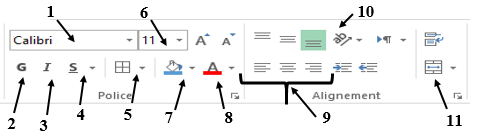 1 6 10
Calibri 11 A A
G I S A
Police Alignement
2 3 4 5 7 8 9 11